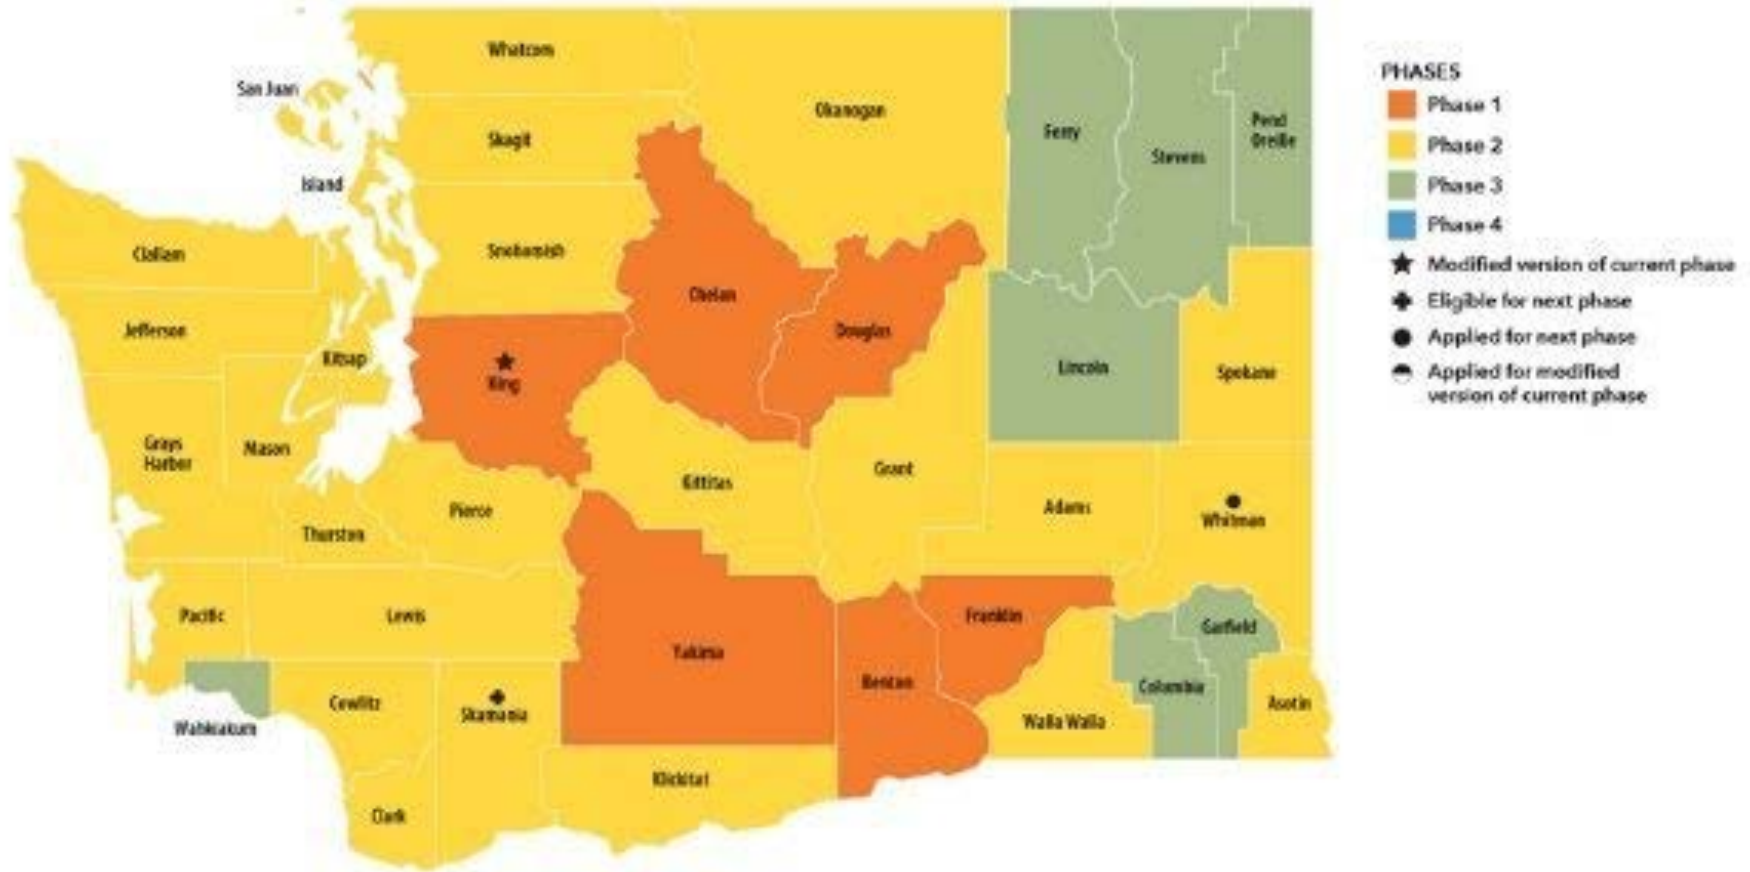 Whatcom
San Juan
Okanogan
Skagit
Ferry
Stevens
Pend
Oreille
Island
Clallam
Snohomish
Chelan
Jefferson
Douglas
Kitsap
King
Lincoln
Spokane
Grays
Harbor
Mason
Kittitas
Grant
Pierce
Adams
Whitman
Thurston
Pacific
Lewis
Franklin
Garfield
Yakima
Benton
Columbia
Cowlitz
Skamania
Asotin
Walla Walla
Wahkiakum
Klickitat
Clark
PHASES
Phase 1
Phase 2
Phase 3
Phase 4
Modified version of current phase
Eligible for next phase
Applied for next phase
Applied for modified
version of current phase